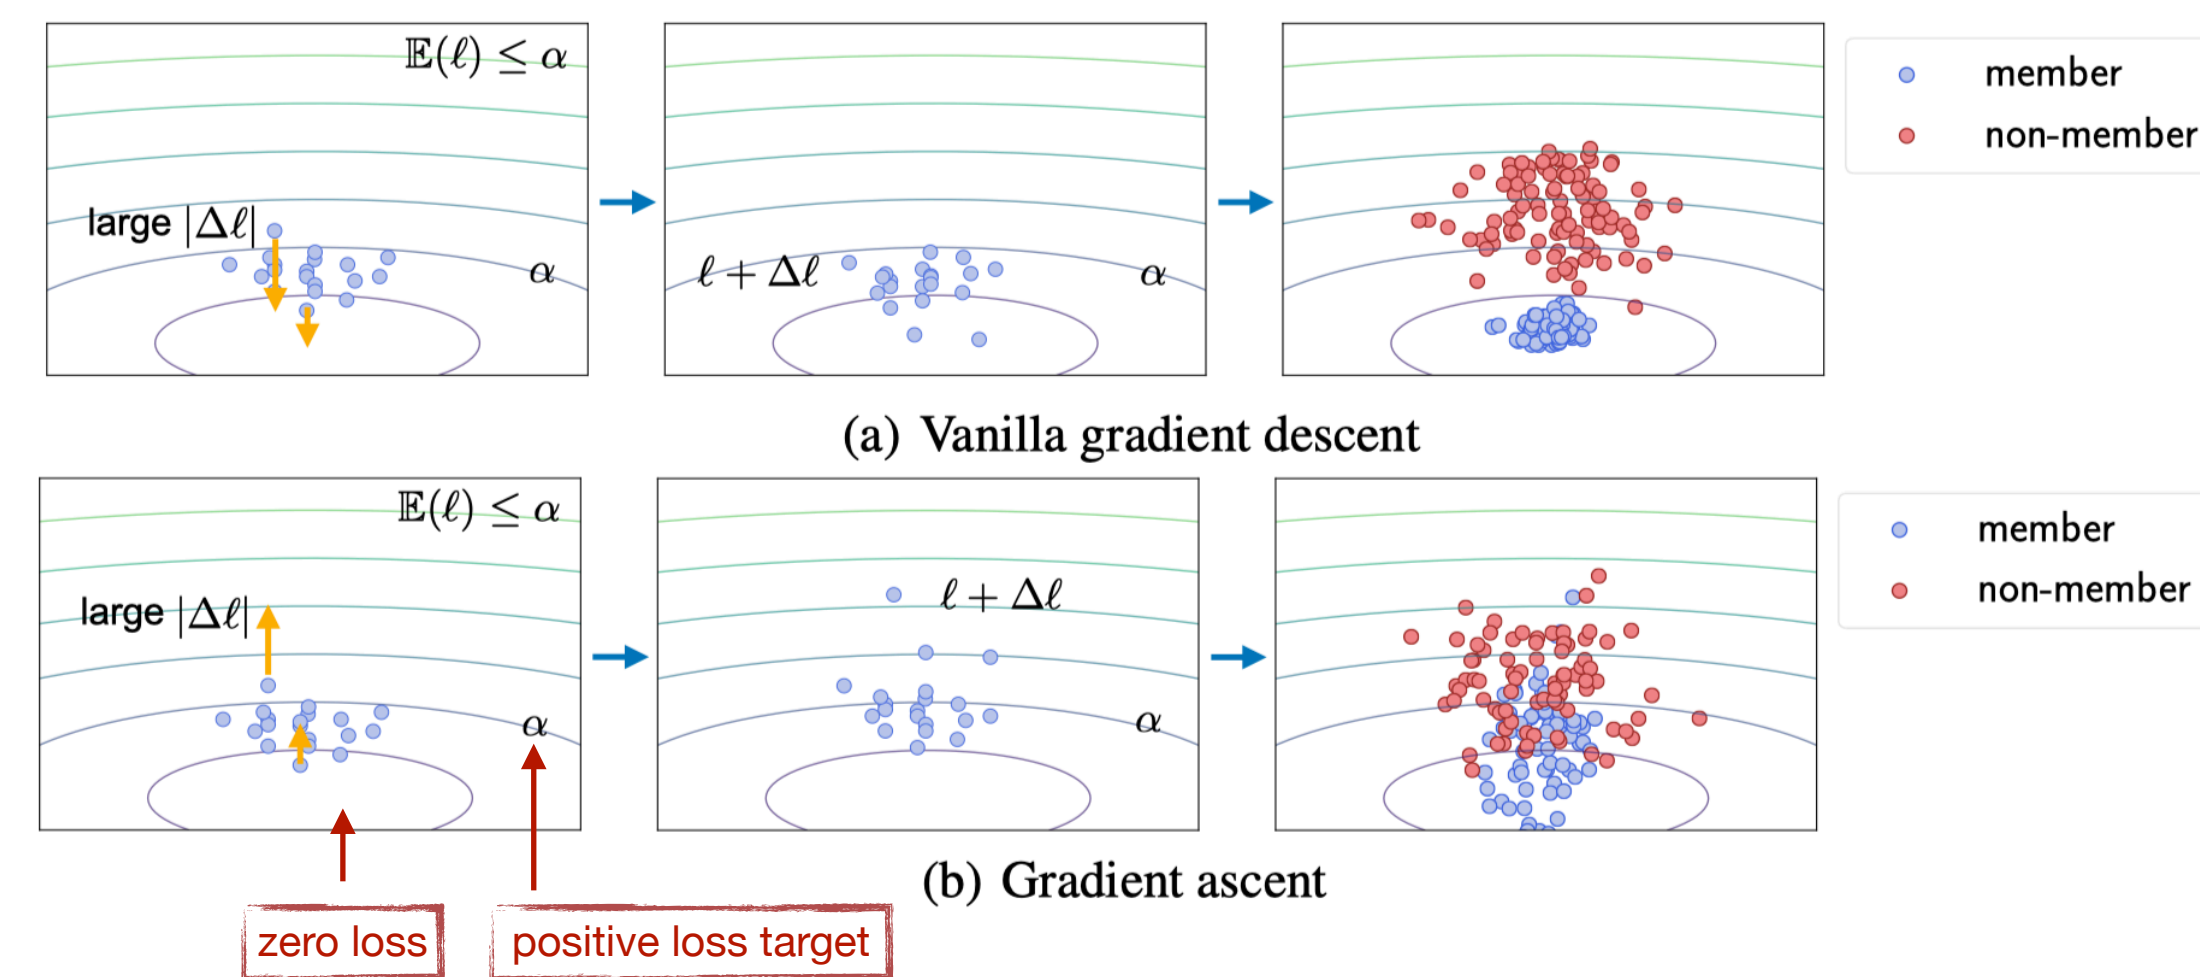 𝔼(ℓ) ≤ α
large |Δℓ|
α
ℓ + Δℓ
α
member
non-member
(a) Vanilla gradient descent
𝔼(ℓ) ≤ α
large |Δℓ|
α
ℓ + Δℓ
α
member
non-member
(b) Gradient ascent
zero loss
positive loss target